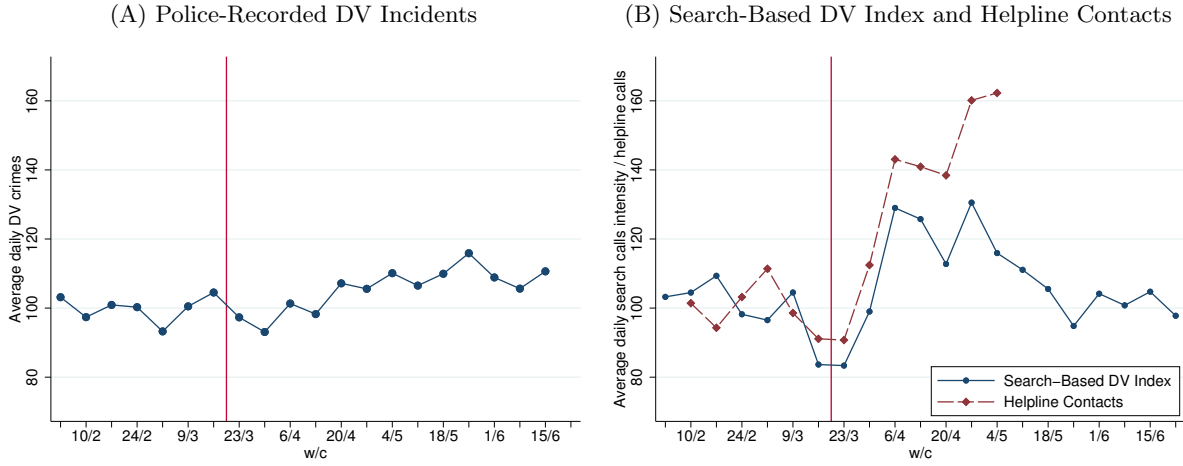 (A) Police-Recorded DV Incidents
Average daily DV crimes
160
140
120
100
80
10/2 24/2 9/3 23/3 6/4 20/4 4/5 18/5 1/6 15/6
w/c
(B) Search-Based DV Index and Helpline Contacts
Average daily search calls intensity / helpline calls
160
140
120
100
80
10/2 24/2 9/3 23/3 6/4 20/4 4/5 18/5 1/6 15/6
w/c
Search−Based DV Index
Helpline Contacts